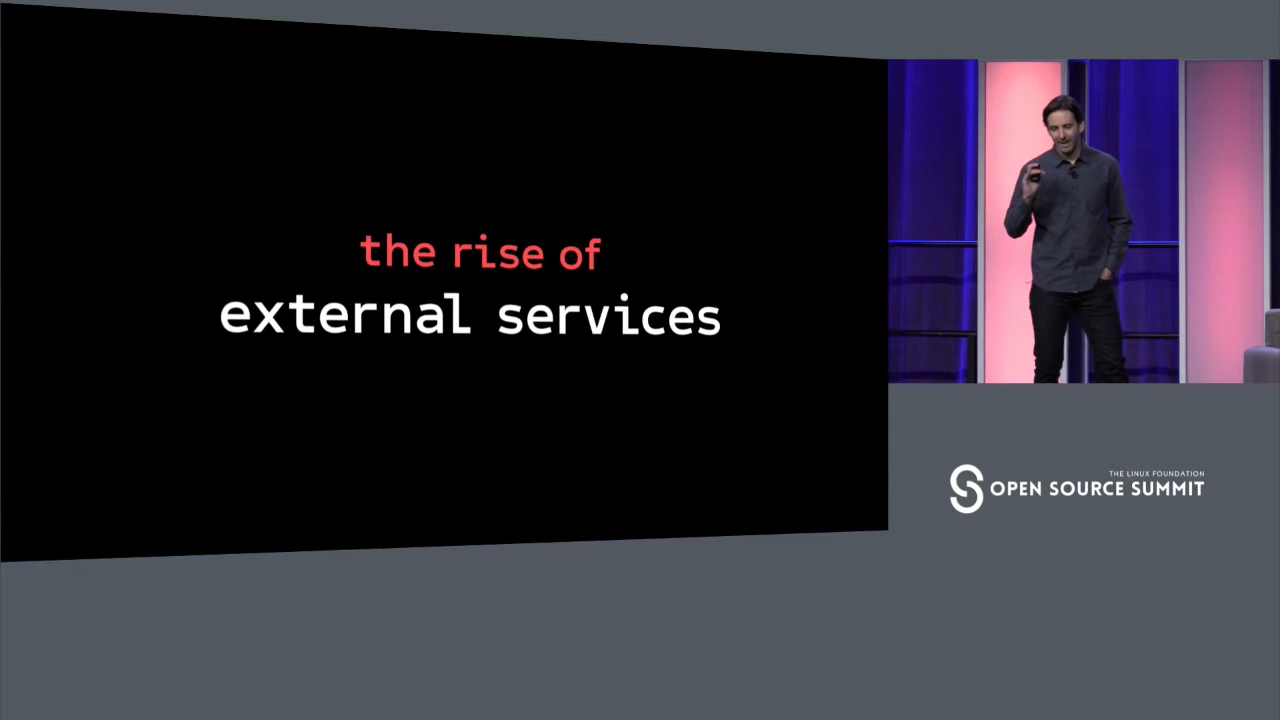 the rise of
external services
THE LINUX FOUNDATION
OPEN SOURCE SUMMIT